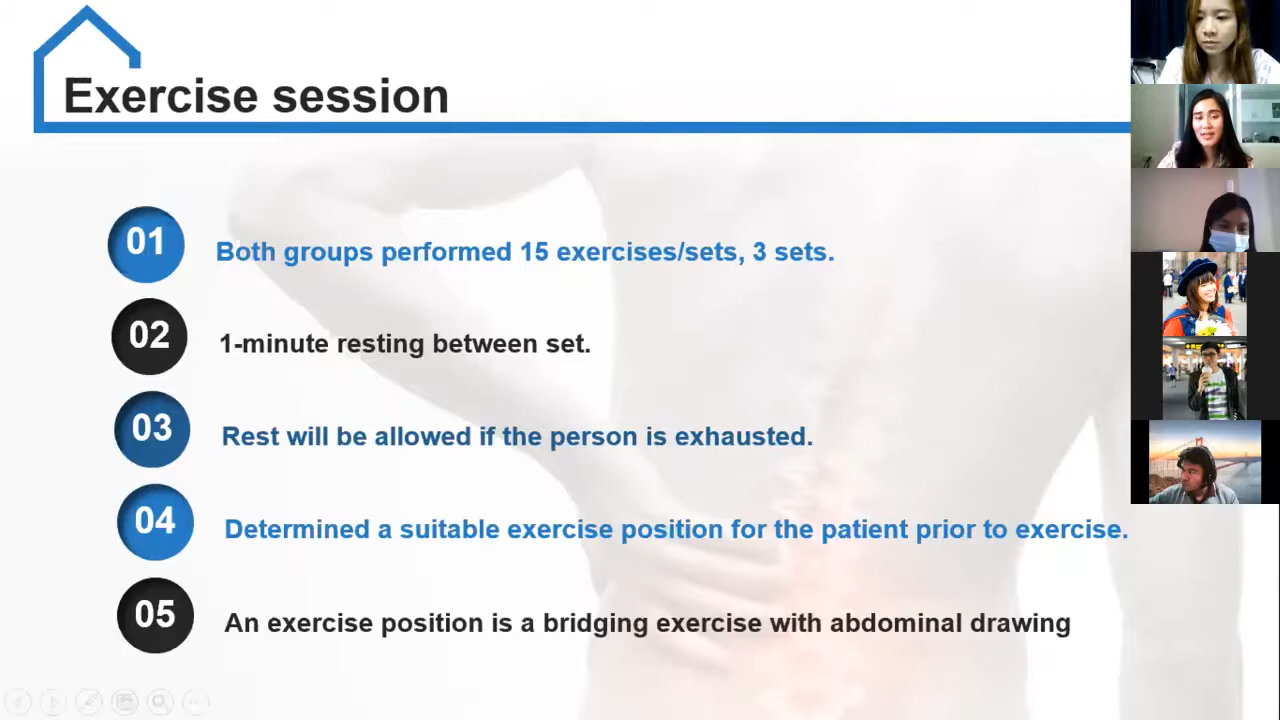 Exercise session
01
Both groups performed 15 exercises/sets, 3 sets.
02
1-minute resting between set.
03
Rest will be allowed if the person is exhausted.
04
Determined a suitable exercise position for the patient prior to exercise.
05
An exercise position is a bridging exercise with abdominal drawing